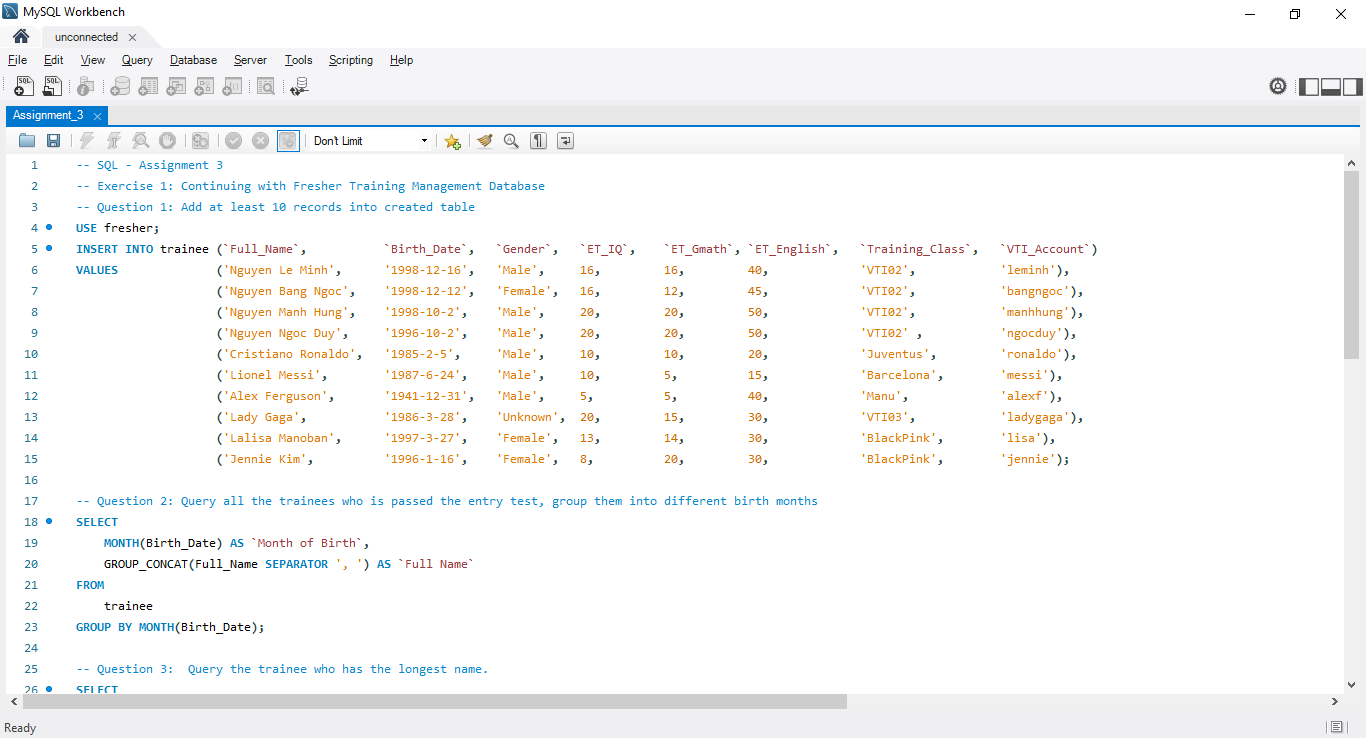 MySQL Workbench
unconnected
File Edit View Query Database Server Tools Scripting Help
SQL SQL
Assignment_3
Don't Limit
1 -- SQL - Assignment 3
2 -- Exercise 1: Continuing with Fresher Training Management Database
3 -- Question 1: Add at least 10 records into created table
4 USE fresher;
5 INSERT INTO trainee (`Full_Name`, `Birth_Date`, `Gender`, `ET_IQ`, `ET_Gmath`, `ET_English`, `Training_Class`, `VTI_Account`)
6 VALUES ('Nguyen Le Minh', '1998-12-16', 'Male', 16, 16, 40, 'VTI02', 'leminh'),
7 ('Nguyen Bang Ngoc', '1998-12-12', 'Female', 16, 12, 45, 'VTI02', 'bangngoc'),
8 ('Nguyen Manh Hung', '1998-10-2', 'Male', 20, 20, 50, 'VTI02', 'manhhung'),
9 ('Nguyen Ngoc Duy', '1996-10-2', 'Male', 20, 20, 50, 'VTI02' , 'ngocduy'),
10 ('Cristiano Ronaldo', '1985-2-5', 'Male', 10, 10, 20, 'Juventus', 'ronaldo'),
11 ('Lionel Messi', '1987-6-24', 'Male', 10, 5, 15, 'Barcelona', 'messi'),
12 ('Alex Ferguson', '1941-12-31', 'Male', 5, 5, 40, 'Manu', 'alexf'),
13 ('Lady Gaga', '1986-3-28', 'Unknown', 20, 15, 30, 'VTI03', 'ladygaga'),
14 ('Lalisa Manoban', '1997-3-27', 'Female', 13, 14, 30, 'BlackPink', 'lisa'),
15 ('Jennie Kim', '1996-1-16', 'Female', 8, 20, 30, 'BlackPink', 'jennie');
16
17 -- Question 2: Query all the trainees who is passed the entry test, group them into different birth months
18 SELECT
19 MONTH(Birth_Date) AS `Month of Birth`,
20 GROUP_CONCAT(Full_Name SEPARATOR ', ') AS `Full Name`
21 FROM
22 trainee
23 GROUP BY MONTH(Birth_Date);
24
25 -- Question 3:  Query the trainee who has the longest name.
26 SELECT
Ready